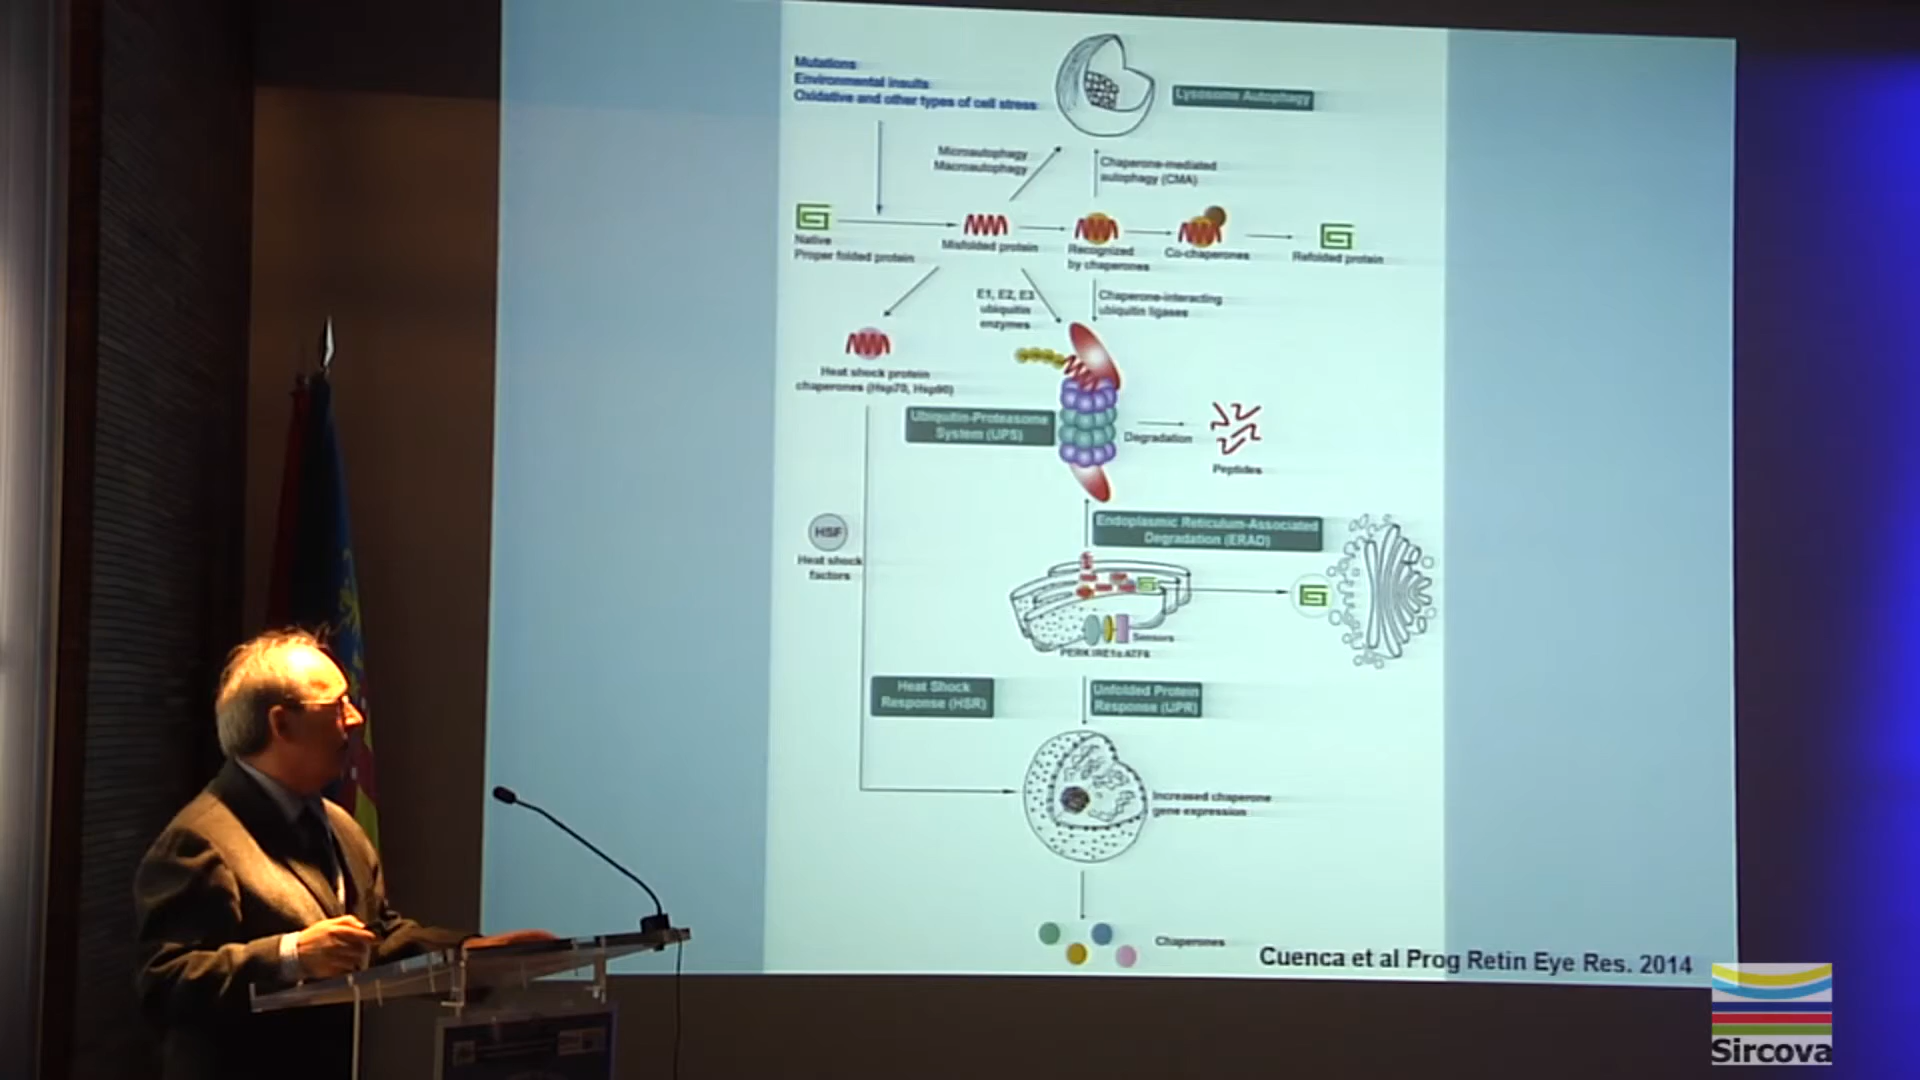 Mutations
Environmental insults
Oxidative and other types of cell stress
Lysosome Autophagy
Microautophagy
Macroautophagy
Chaperone-mediated
autophagy (CMA)
Native
Proper folded protein
Misfolded protein
Recognized
by chaperones
Co-chaperones
Refolded protein
E1, E2, E3
ubiquitin
enzymes
Chaperone-interacting
ubiquitin ligases
Heat shock protein
chaperones (Hsp70, Hsp90)
Ubiquitin-Proteasome
System (UPS)
Degradation
Peptides
HSF
Heat shock
factors
Endoplasmic Reticulum-Associated
Degradation (ERAD)
Sensors
PERK IRE1α ATF6
Heat Shock
Response (HSR)
Unfolded Protein
Response (UPR)
Increased chaperone
gene expression
Chaperones
Cuenca et al Prog Retin Eye Res. 2014
Sircova